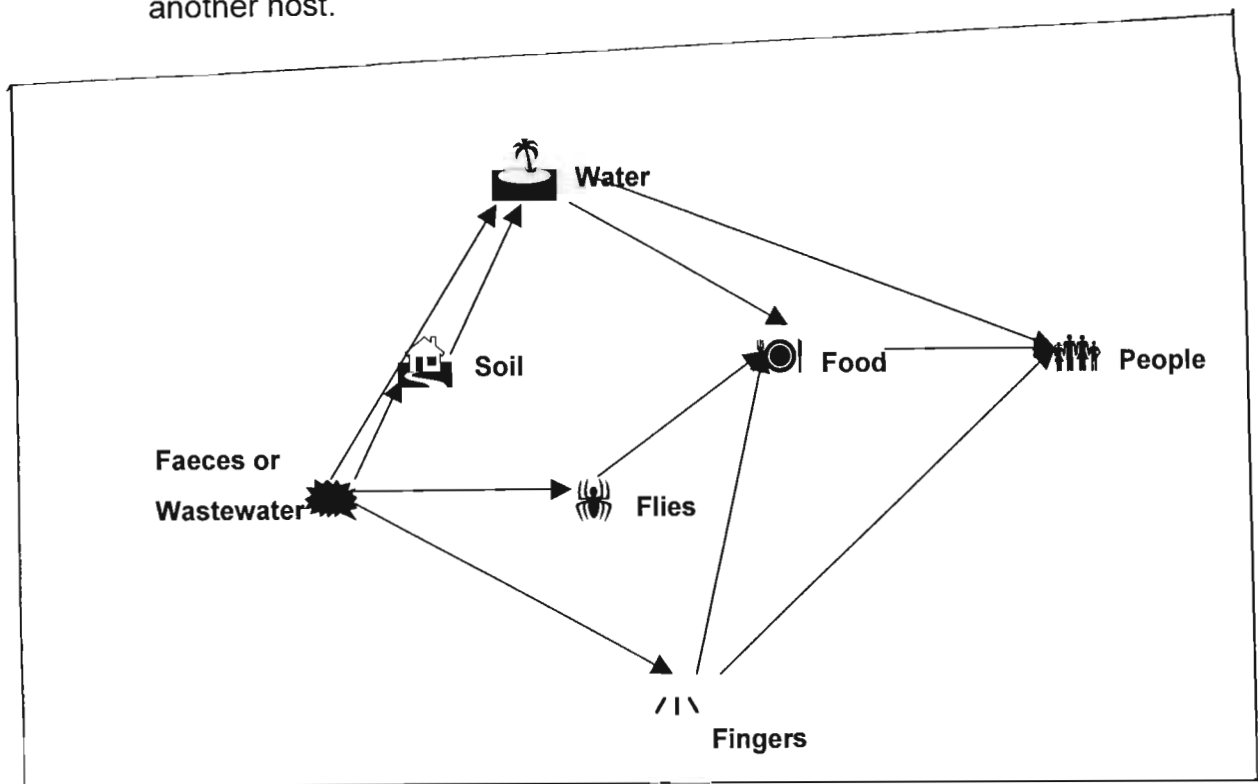 another host.
Water
Soil
Food
People
Faeces or
Wastewater
Flies
Fingers